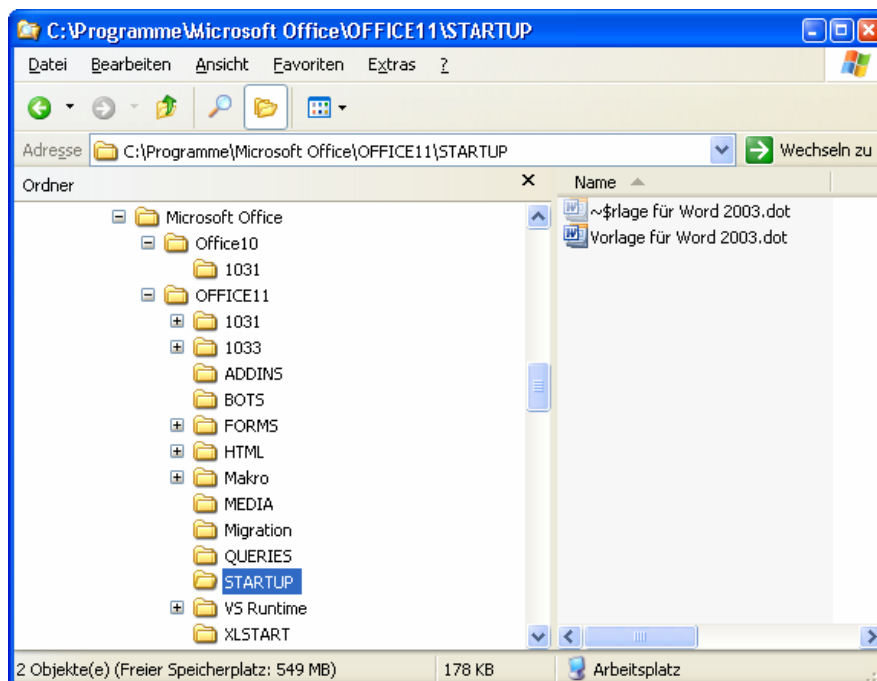 C:\Programme\Microsoft Office\OFFICE11\STARTUP
Datei Bearbeiten Ansicht Favoriten Extras ?
Adresse C:\Programme\Microsoft Office\OFFICE11\STARTUP Wechseln zu
Ordner
Microsoft Office
Office10
1031
OFFICE11
1031
1033
ADDINS
BOTS
FORMS
HTML
Makro
MEDIA
Migration
QUERIES
STARTUP
VS Runtime
XLSTART
Name
~$rlage für Word 2003.dot
Vorlage für Word 2003.dot
2 Objekte(e) (Freier Speicherplatz: 549 MB) 178 KB Arbeitsplatz